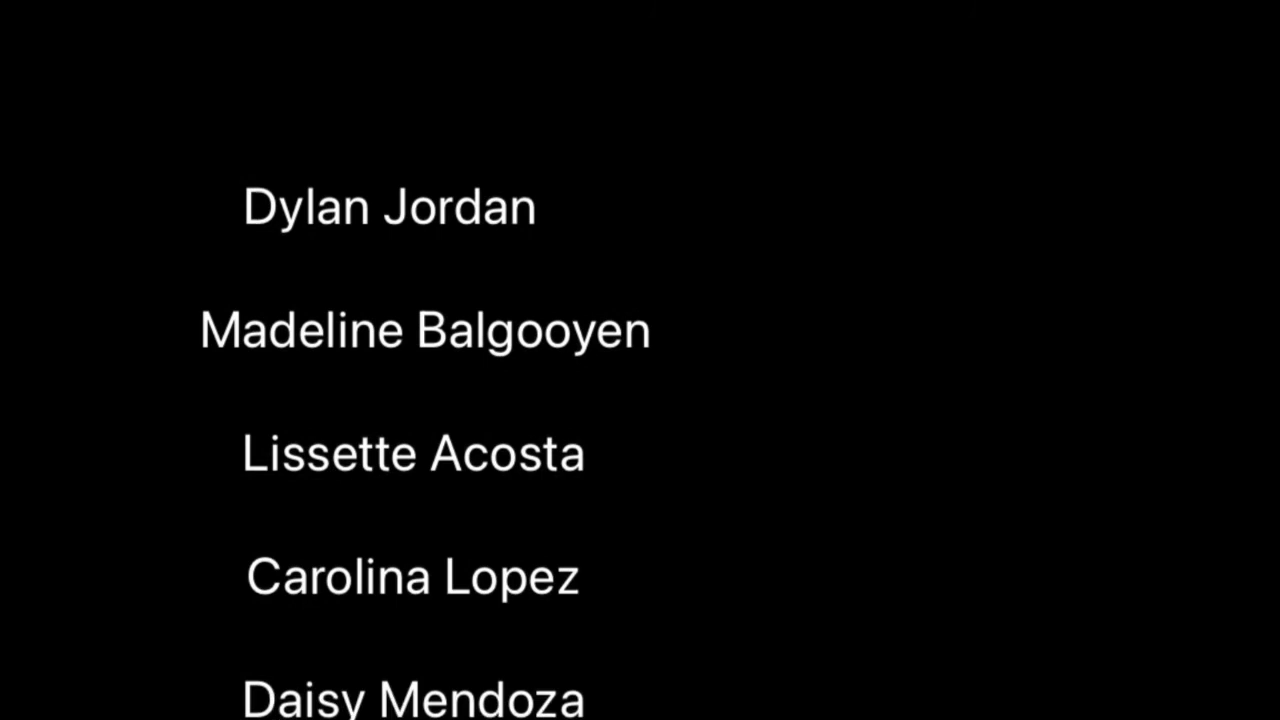 Dylan Jordan
Madeline Balgooyen
Lissette Acosta
Carolina Lopez
Daisy Mendoza